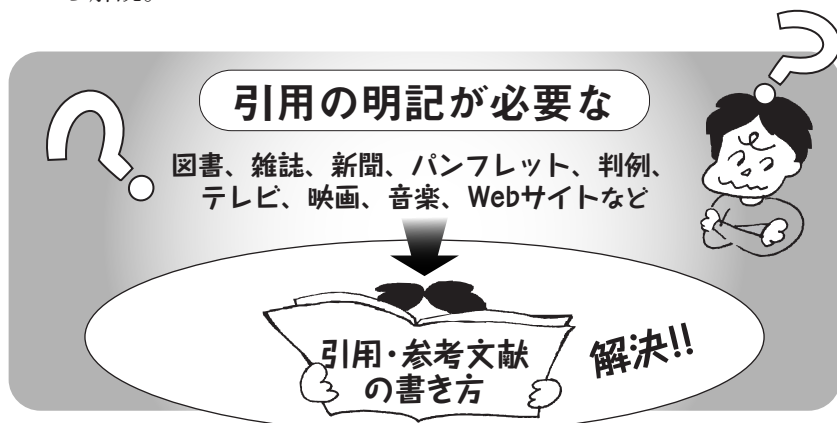 引用の明記が必要な
図書、雑誌、新聞、パンフレット、判例、
テレビ、映画、音楽、Webサイトなど
引用・参考文献
の書き方
解決!!